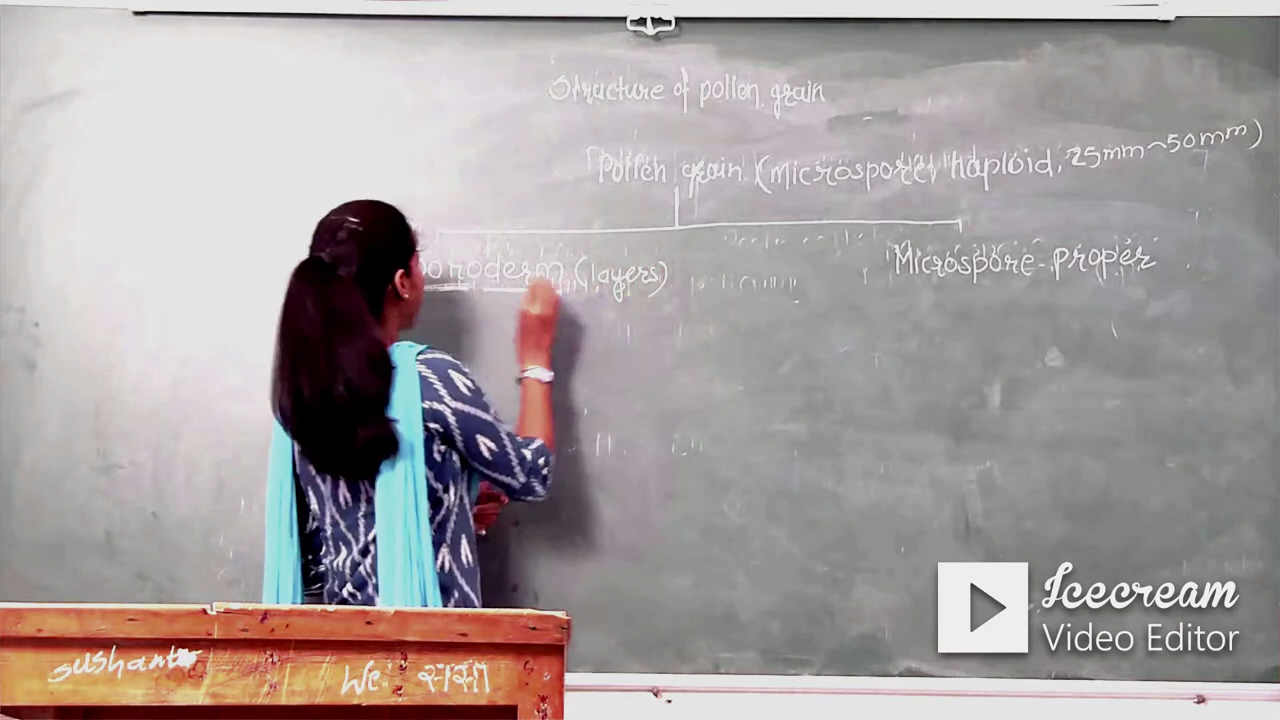 Structure of pollen grain
Pollen grain (microspore, haploid, 25mm~50mm)
oroderm (layers)
Microspore-proper
Icecream
Video Editor
sushant
We: